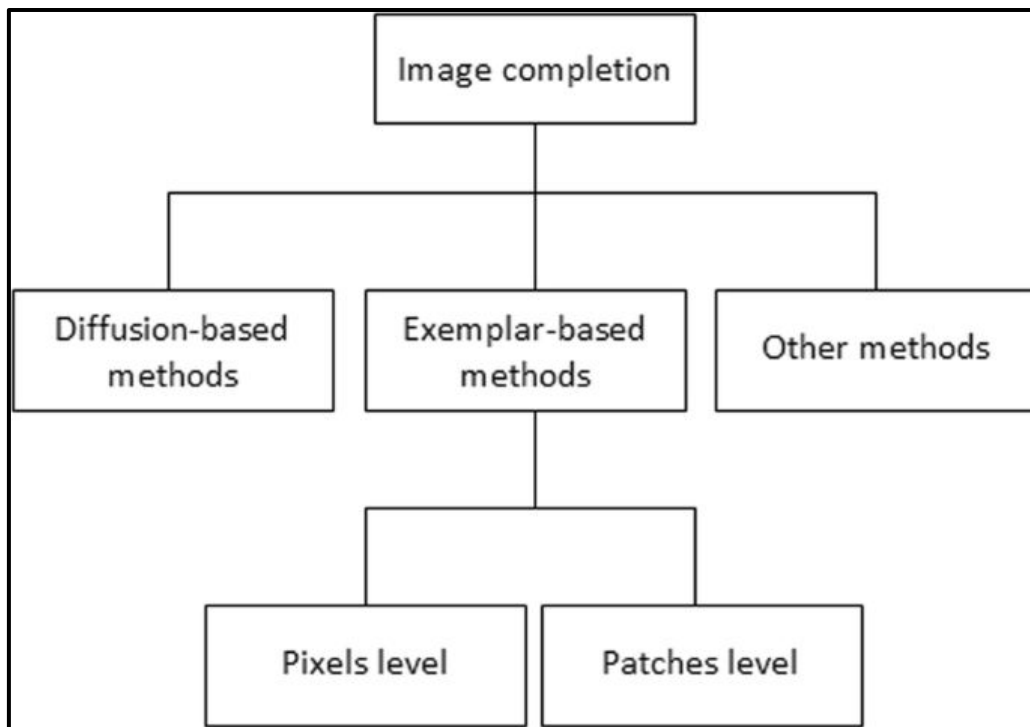 Image completion
Diffusion-based
methods
Exemplar-based
methods
Other methods
Pixels level
Patches level